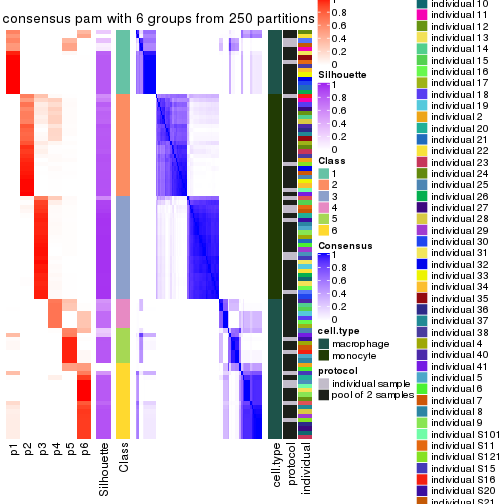 consensus pam with 6 groups from 250 partitions
p1
p2
p3
p4
p5
p6
Silhouette
Class
cell.type
protocol
individual
0.8
0.6
0.4
0.2
0
Silhouette
1
0.8
0.6
0.4
0.2
0
Class
1
2
3
4
5
6
Consensus
1
0.8
0.6
0.4
0.2
0
cell.type
macrophage
monocyte
protocol
individual sample
pool of 2 samples
individual 10
individual 11
individual 12
individual 13
individual 14
individual 15
individual 16
individual 17
individual 18
individual 19
individual 2
individual 20
individual 21
individual 22
individual 23
individual 24
individual 25
individual 26
individual 27
individual 28
individual 29
individual 30
individual 31
individual 32
individual 33
individual 34
individual 35
individual 36
individual 37
individual 38
individual 4
individual 40
individual 41
individual 5
individual 6
individual 7
individual 8
individual 9
individual S101
individual S11
individual S121
individual S15
individual S16
individual S20
individual S21